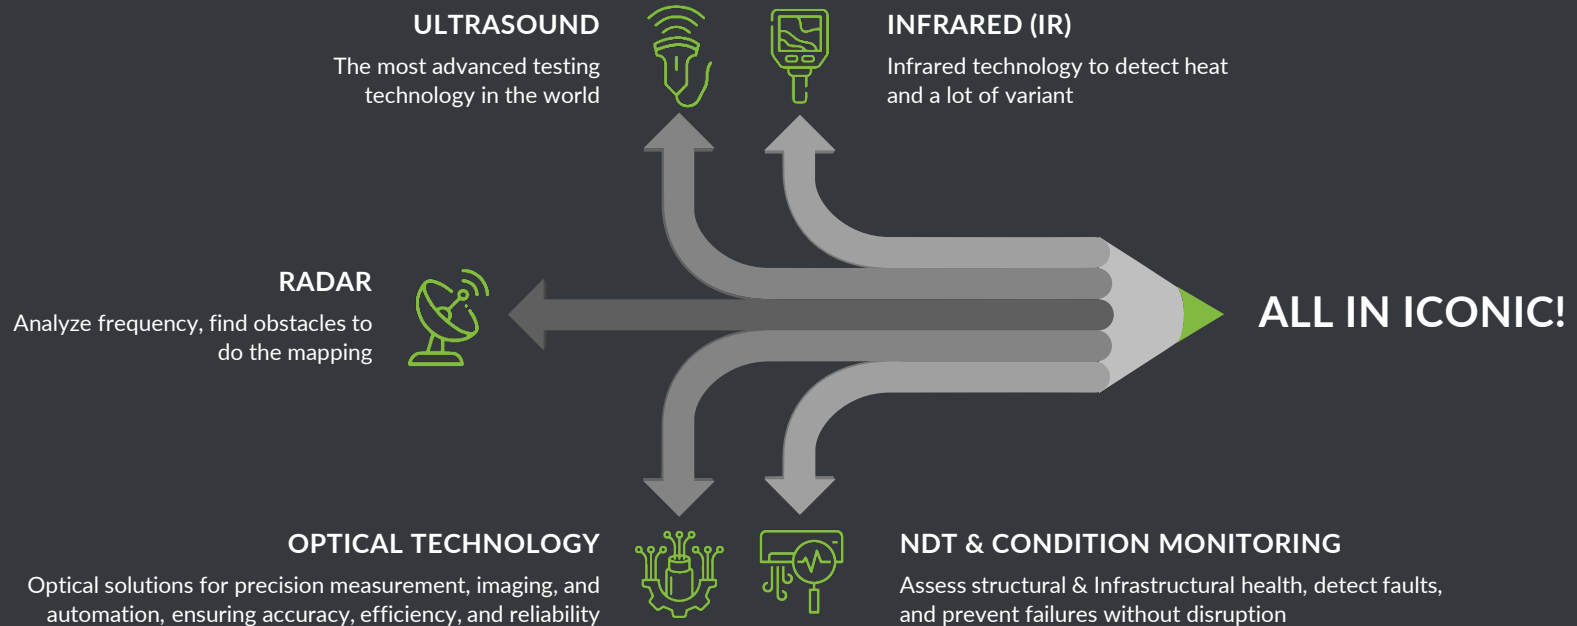 ULTRASOUND
The most advanced testing
technology in the world
INFRARED (IR)
Infrared technology to detect heat
and a lot of variant
RADAR
Analyze frequency, find obstacles to
do the mapping
ALL IN ICONIC!
OPTICAL TECHNOLOGY
Optical solutions for precision measurement, imaging, and
automation, ensuring accuracy, efficiency, and reliability
NDT & CONDITION MONITORING
Assess structural & Infrastructural health, detect faults,
and prevent failures without disruption